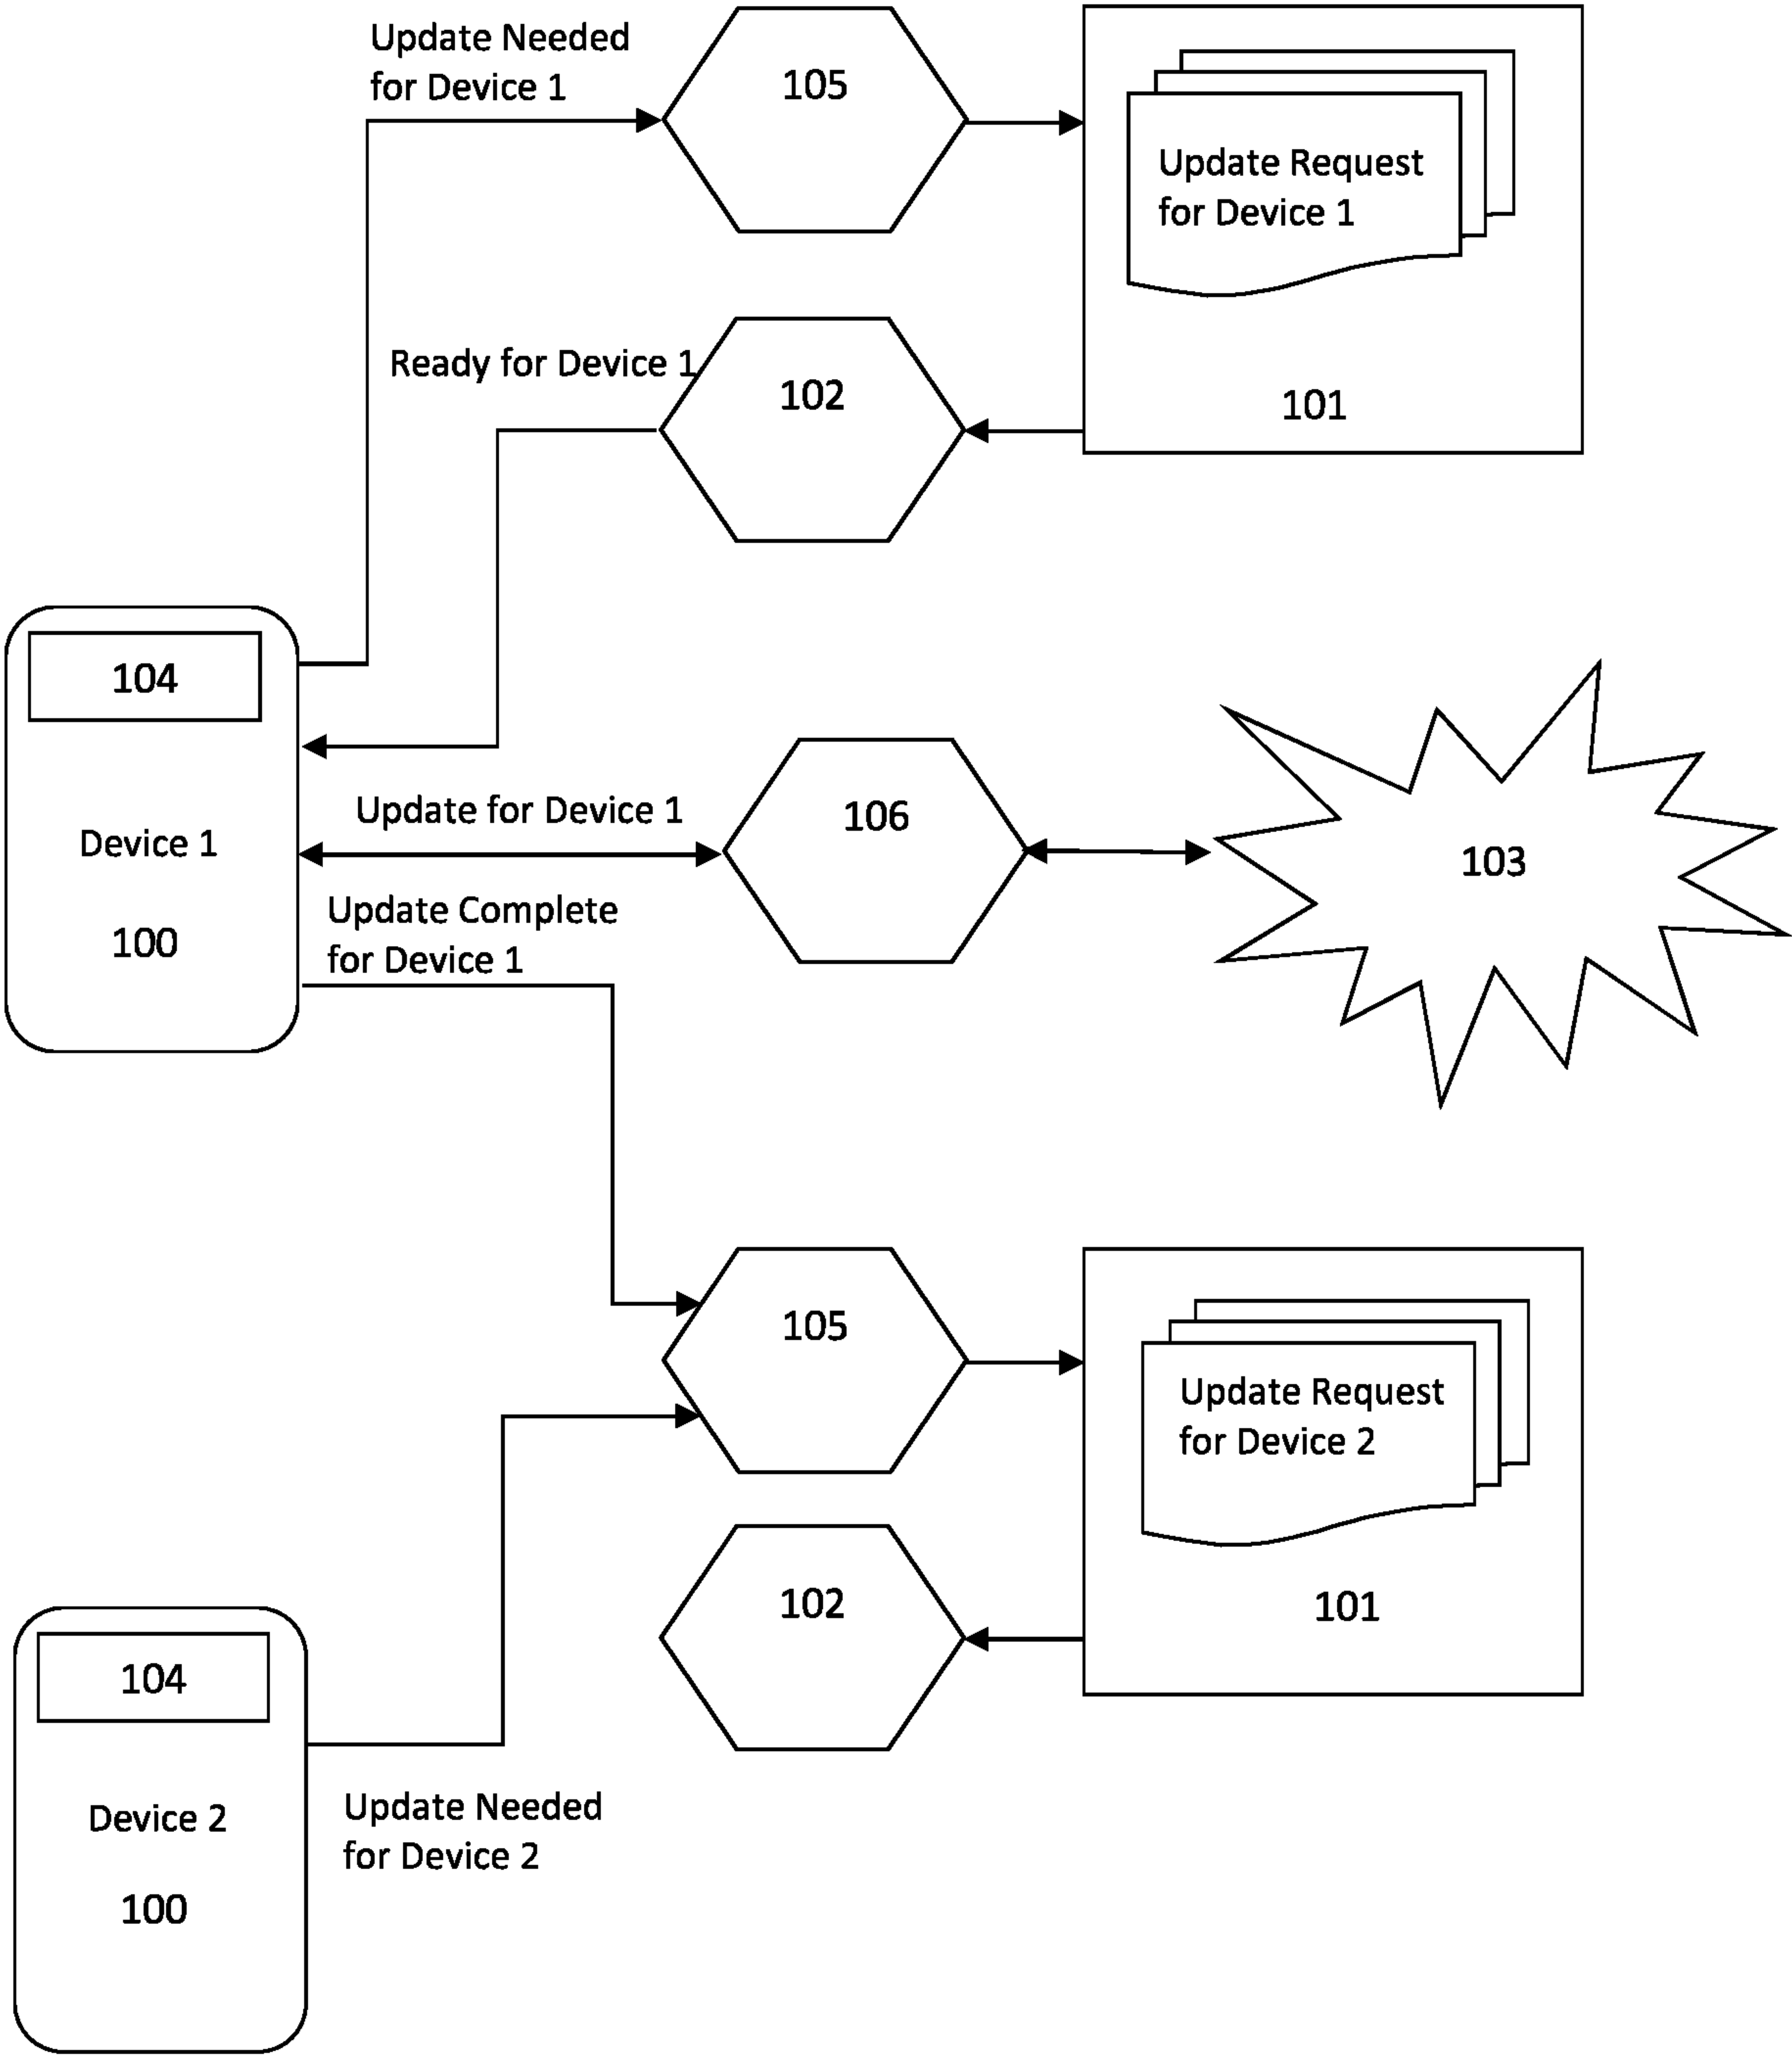 Update Needed
for Device 1
105
Update Request
for Device 1
Ready for Device 1
102
101
104
Device 1
100
Update for Device 1
106
103
Update Complete
for Device 1
105
Update Request
for Device 2
102
101
104
Device 2
100
Update Needed
for Device 2